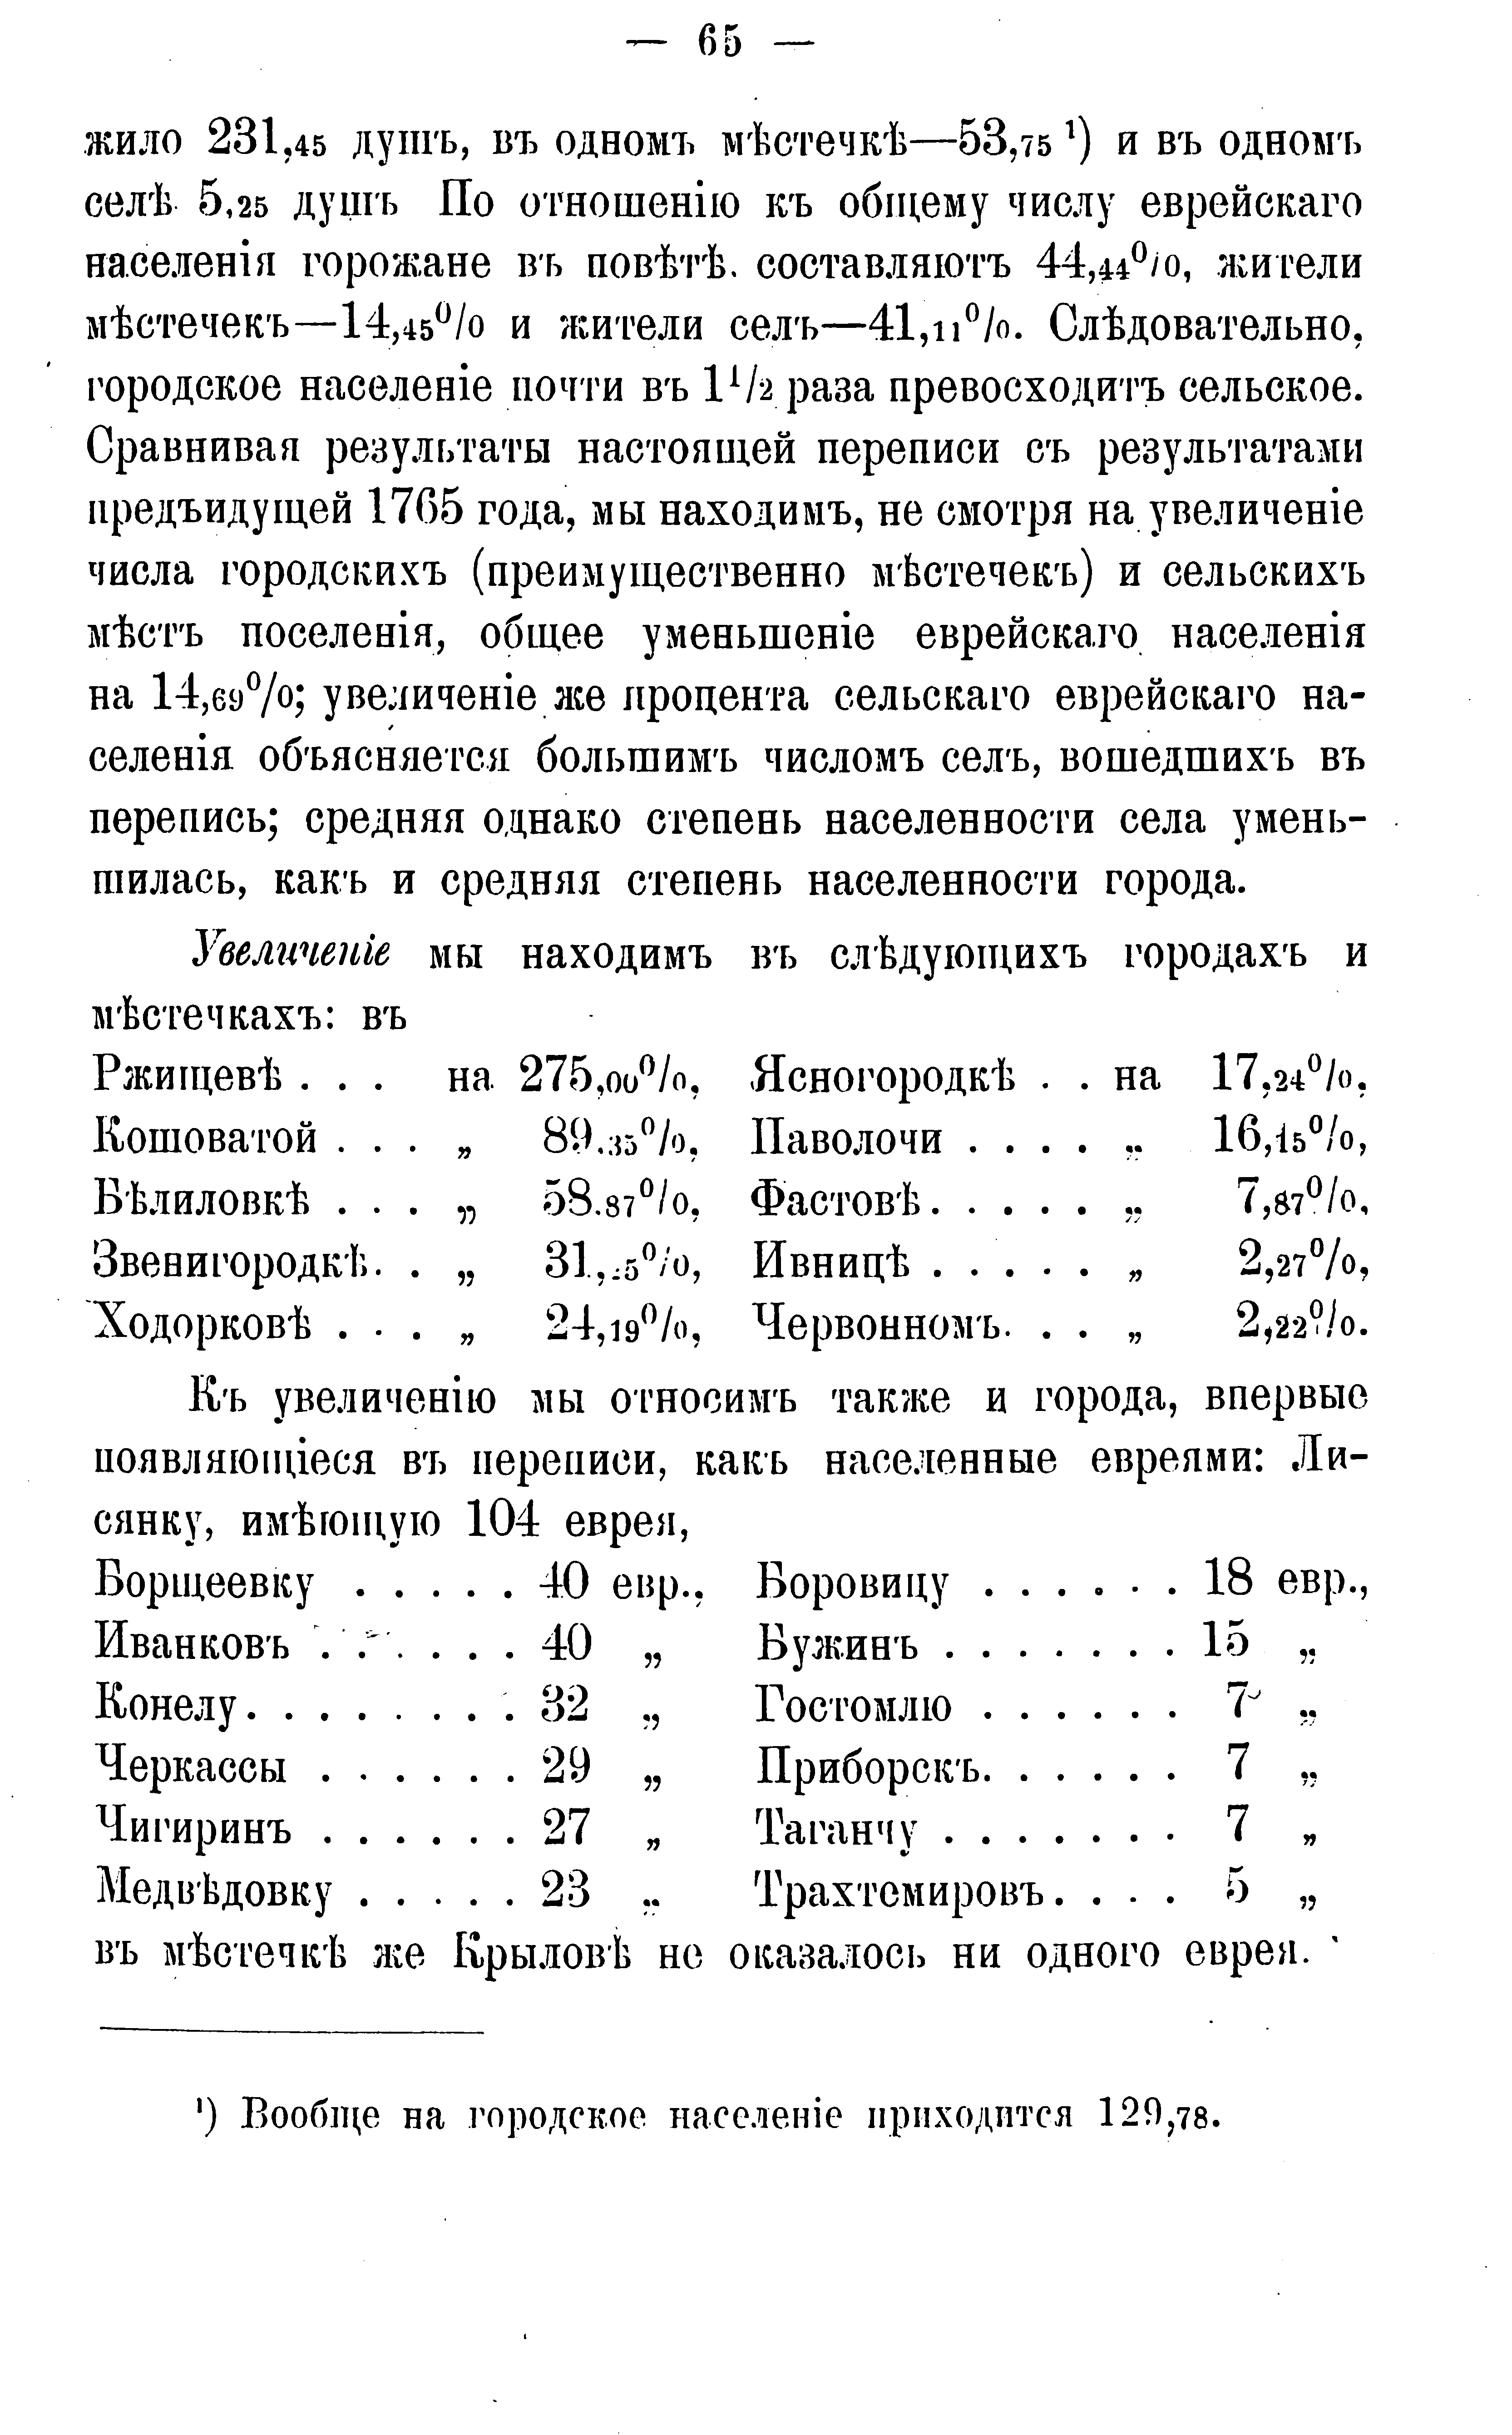 — 65 —
жило 231,45 душъ, въ одномъ мѣстечкѣ—53,75 ¹) и въ одномъ
селѣ 5,25 душъ По отношенію къ общему числу еврейскаго
населенія горожане въ повѣтѣ. составляютъ 44,44%, жители
мѣстечекъ—14,45% и жители селъ—41,11%. Слѣдовательно,
городское населеніе почти въ 1½ раза превосходитъ сельское.
Сравнивая результаты настоящей переписи съ результатами
предъидущей 1765 года, мы находимъ, не смотря на увеличеніе
числа городскихъ (преимущественно мѣстечекъ) и сельскихъ
мѣстъ поселенія, общее уменьшеніе еврейскаго населенія
на 14,69%; увеличеніе же процента сельскаго еврейскаго на-
селенія объясняется большимъ числомъ селъ, вошедшихъ въ
перепись; средняя однако степень населенности села умень-
шилась, какъ и средняя степень населенности города.
Увеличеніе мы находимъ въ слѣдующихъ городахъ и
мѣстечкахъ: въ
Ржищевѣ . . . на 275,00%, Ясногородкѣ . . на 17,24%,
Кошоватой . . . „ 89,35%, Паволочи . . . . „ 16,15%,
Бѣлиловкѣ . . . „ 58,87%, Фастовѣ . . . . . „ 7,87%,
Звенигородкѣ. . „ Ивницѣ . . . . . „ 2,27%,
Ходорковѣ . . . „ 24,19%, Червонномъ. . . „ 2,22%.
Къ увеличенію мы относимъ также и города, впервые
появляющіеся въ переписи, какъ населенные евреями: Ли-
сянку, имѣющую 104 еврея,
Борщеевку . . . . . 40 евр., Боровицу . . . . . . 18 евр.,
Иванковъ . . . . . . 40 „ Бужинъ . . . . . . . 15 „
Конелу. . . . . . . . 32 „ Гостомлю . . . . . . 7 „
Черкассы . . . . . . 29 „ Приборскъ. . . . . . 7 „
Чигиринъ . . . . . . 27 „ Таганчу . . . . . . . 7 „
Медвѣдовку . . . . . 23 „ Трахтемировъ. . . . 5 „
въ мѣстечкѣ же Крыловѣ не оказалось ни одного еврея.
¹) Вообще на городское населеніе приходится 129,78.